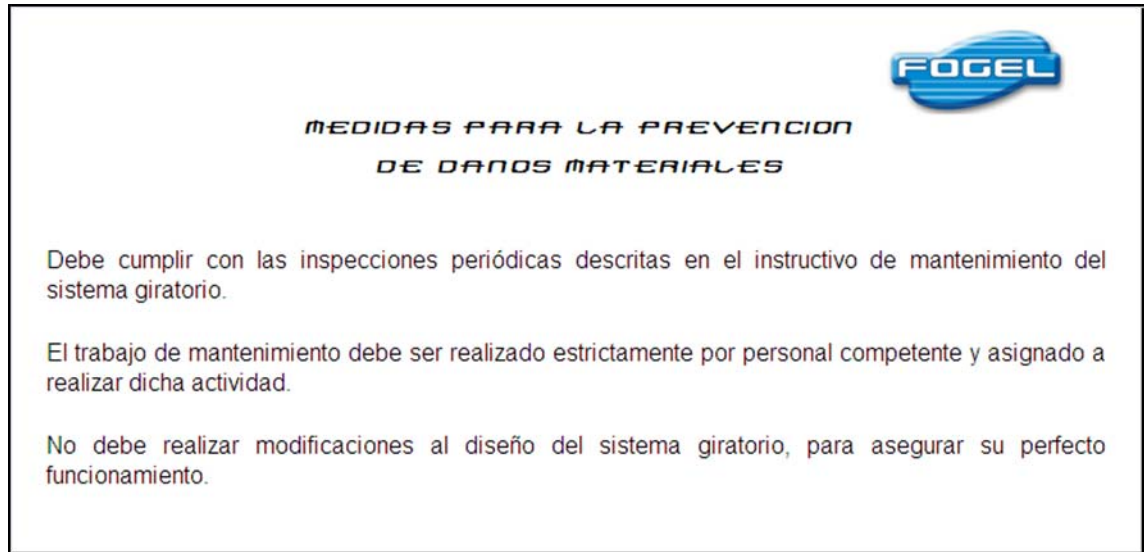 FOGEL
MEDIDAS PARA LA PREVENCION
DE DANOS MATERIALES
Debe cumplir con las inspecciones periódicas descritas en el instructivo de mantenimiento del
sistema giratorio.
El trabajo de mantenimiento debe ser realizado estrictamente por personal competente y asignado a
realizar dicha actividad.
No debe realizar modificaciones al diseño del sistema giratorio, para asegurar su perfecto
funcionamiento.